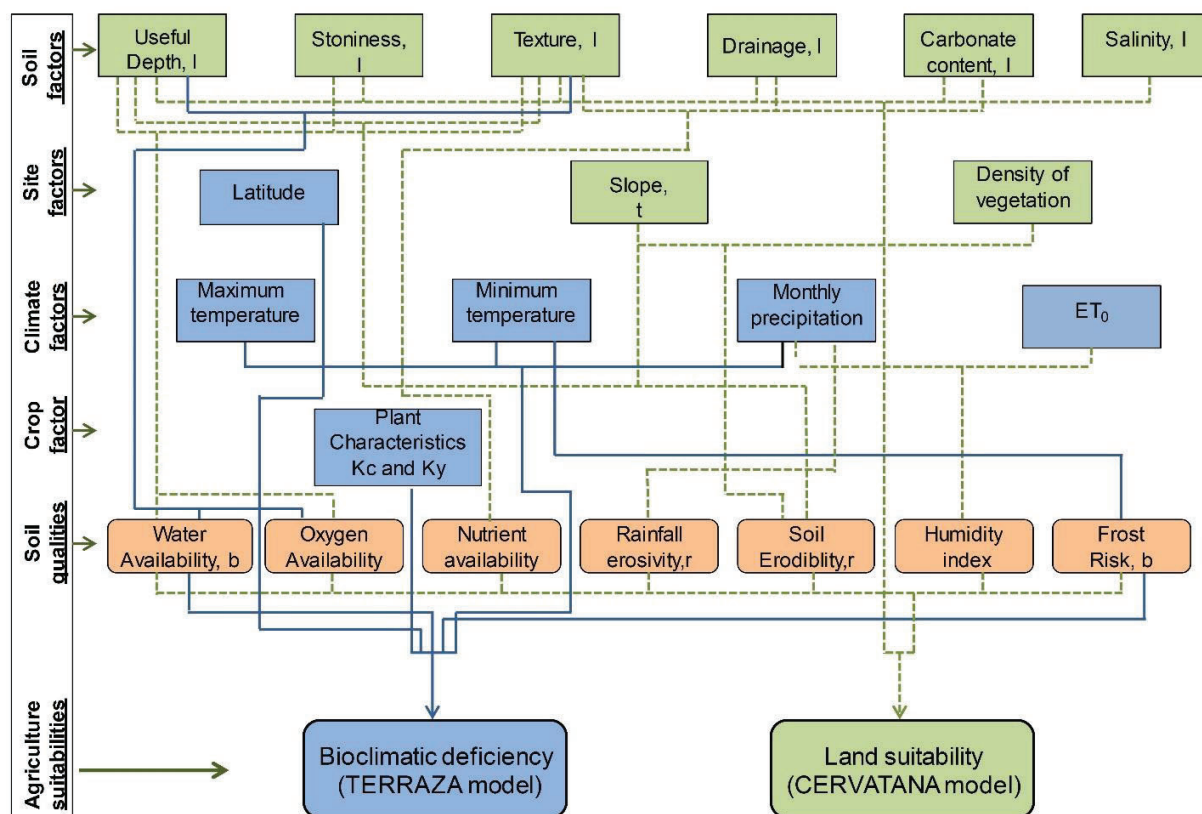 Soil
factors
Useful
Depth, l
Stoniness,
l
Texture, l
Drainage, l
Carbonate
content, l
Salinity, l
Site
factors
Latitude
Slope,
t
Density of
vegetation
Climate
factors
Maximum
temperature
Minimum
temperature
Monthly
precipitation
ET0
Crop
factor
Plant
Characteristics
Kc and Ky
Soil
qualities
Water
Availability, b
Oxygen
Availability
Nutrient
availability
Rainfall
erosivity,r
Soil
Erodiblity,r
Humidity
index
Frost
Risk, b
Agriculture
suitabilities
Bioclimatic deficiency
(TERRAZA model)
Land suitability
(CERVATANA model)